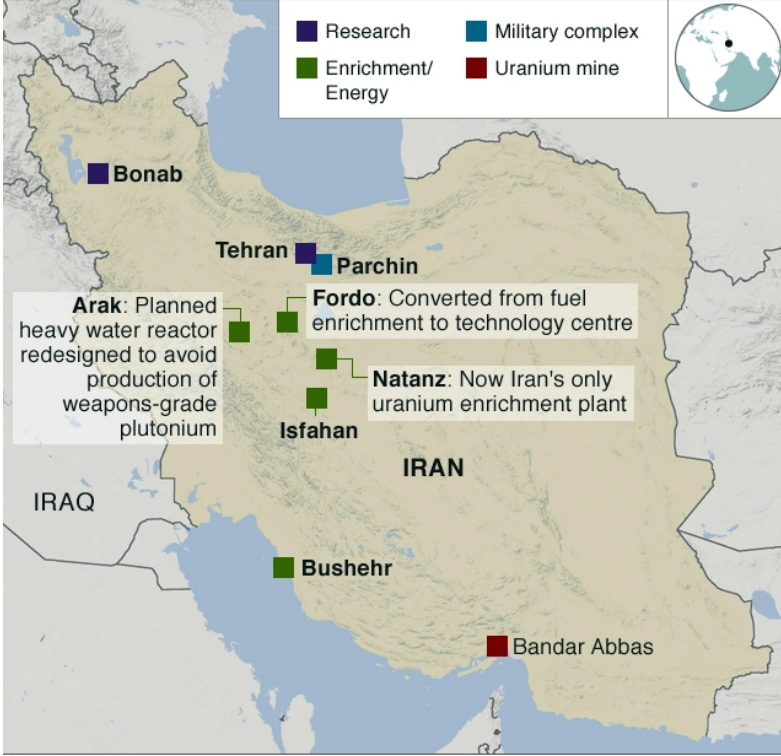 Research
Military complex
Enrichment/
Energy
Uranium mine
Bonab
Tehran
Parchin
Arak: Planned
heavy water reactor
redesigned to avoid
production of
weapons-grade
plutonium
Fordo: Converted from fuel
enrichment to technology centre
Natanz: Now Iran's only
uranium enrichment plant
Isfahan
IRAN
IRAQ
Bushehr
Bandar Abbas